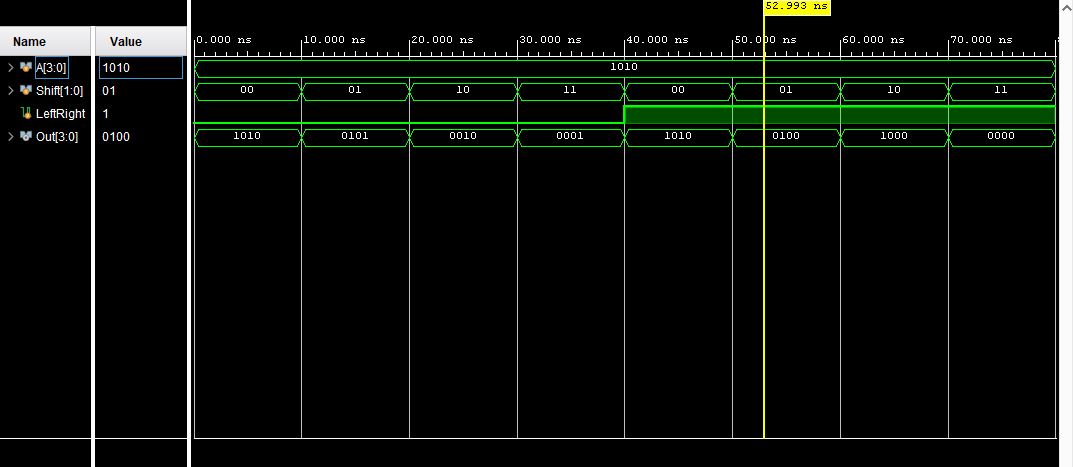 52.993 ns
Name Value
0.000 ns 10.000 ns 20.000 ns 30.000 ns 40.000 ns 50.000 ns 60.000 ns 70.000 ns
A[3:0] 1010 1010
Shift[1:0] 01 00 01 10 11 00 01 10 11
LeftRight 1
Out[3:0] 0100 1010 0101 0010 0001 1010 0100 1000 0000